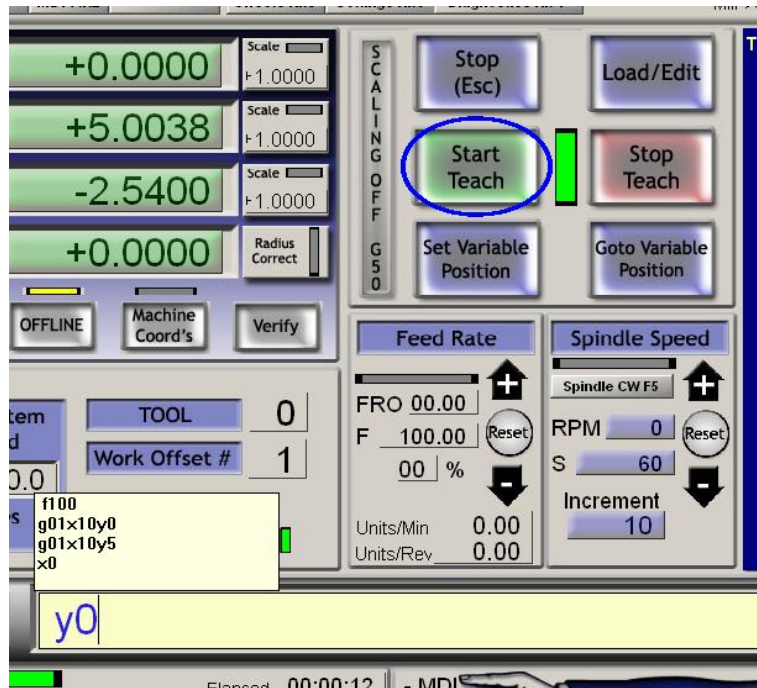 +0.0000
Scale
+1.0000
+5.0038
Scale
+1.0000
-2.5400
Scale
+1.0000
+0.0000
Radius
Correct
OFFLINE
Machine
Coord's
Verify
SCALING OFF G50
Stop
(Esc)
Load/Edit
Start
Teach
Stop
Teach
Set Variable
Position
Goto Variable
Position
TOOL
0
Work Offset #
1
Feed Rate
FRO 00.00
F 100.00
Reset
00 %
Units/Min 0.00
Units/Rev 0.00
Spindle Speed
Spindle CW F5
RPM 0
Reset
S 60
Increment
10
f100
g01x10y0
g01x10y5
x0
y0
Elapsed 00:00:12
- MDI